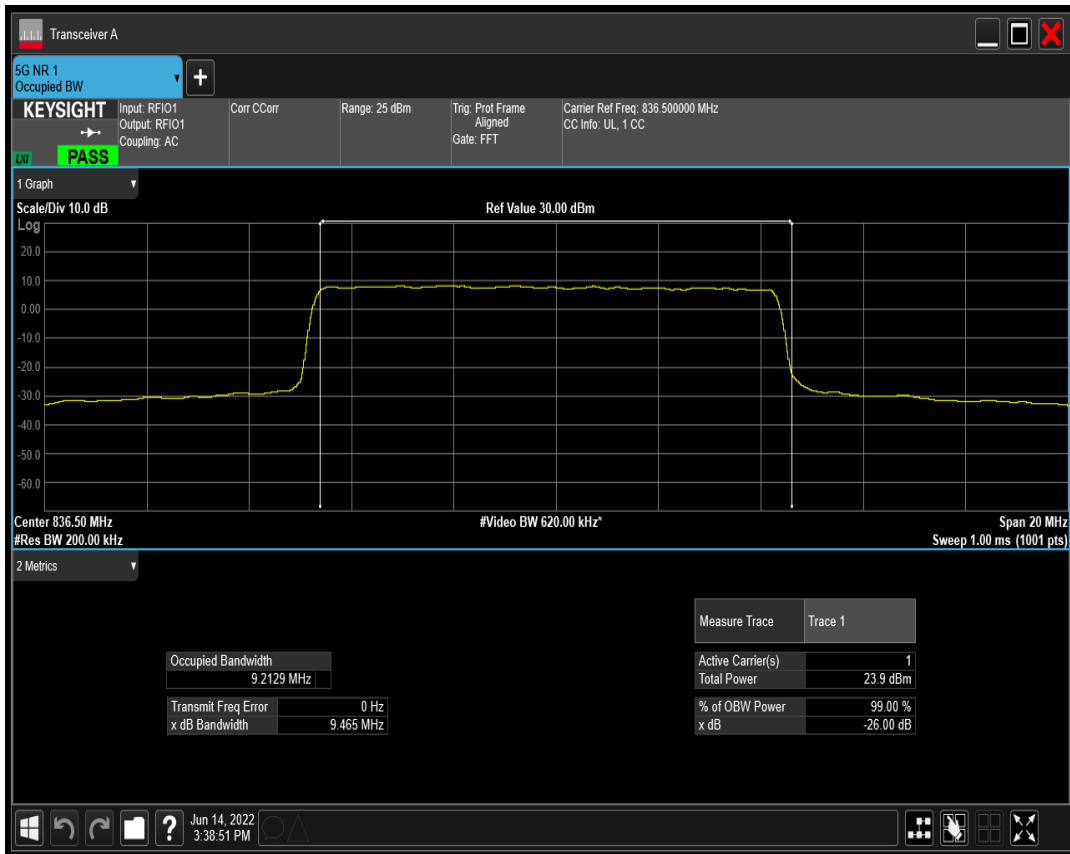 Transceiver A
5G NR 1
Occupied BW
+
KEYSIGHT
LXI
PASS
Input: RFIO1
Output: RFIO1
Coupling: AC
Corr CCorr
Range: 25 dBm
Trig: Prot Frame
Aligned
Gate: FFT
Carrier Ref Freq: 836.500000 MHz
CC Info: UL, 1 CC
1 Graph
Scale/Div 10.0 dB
Ref Value 30.00 dBm
Log
20.0
10.0
0.00
-10.0
-20.0
-30.0
-40.0
-50.0
-60.0
Center 836.50 MHz
#Video BW 620.00 kHz*
Span 20 MHz
#Res BW 200.00 kHz
Sweep 1.00 ms (1001 pts)
2 Metrics
Measure Trace Trace 1
Occupied Bandwidth
9.2129 MHz
Active Carrier(s) 1
Total Power 23.9 dBm
Transmit Freq Error 0 Hz
x dB Bandwidth 9.465 MHz
% of OBW Power 99.00 %
x dB -26.00 dB
?
Jun 14, 2022
3:38:51 PM